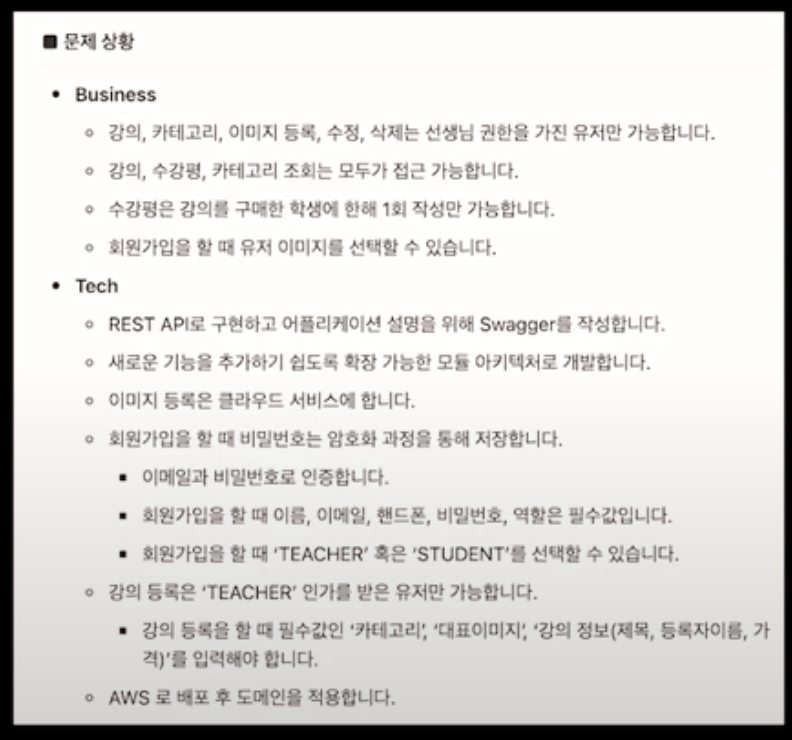 ■ 문제 상황
• Business
◦ 강의, 카테고리, 이미지 등록, 수정, 삭제는 선생님 권한을 가진 유저만 가능합니다.
◦ 강의, 수강평, 카테고리 조회는 모두가 접근 가능합니다.
◦ 수강평은 강의를 구매한 학생에 한해 1회 작성만 가능합니다.
◦ 회원가입을 할 때 유저 이미지를 선택할 수 있습니다.
• Tech
◦ REST API로 구현하고 어플리케이션 설명을 위해 Swagger를 작성합니다.
◦ 새로운 기능을 추가하기 쉽도록 확장 가능한 모듈 아키텍처로 개발합니다.
◦ 이미지 등록은 클라우드 서비스에 합니다.
◦ 회원가입을 할 때 비밀번호는 암호화 과정을 통해 저장합니다.
▪ 이메일과 비밀번호로 인증합니다.
▪ 회원가입을 할 때 이름, 이메일, 핸드폰, 비밀번호, 역할은 필수값입니다.
▪ 회원가입을 할 때 ‘TEACHER’ 혹은 ‘STUDENT’를 선택할 수 있습니다.
◦ 강의 등록은 ‘TEACHER’ 인가를 받은 유저만 가능합니다.
▪ 강의 등록을 할 때 필수값인 ‘카테고리’, ‘대표이미지’, ‘강의 정보(제목, 등록자이름, 가
격)’를 입력해야 합니다.
◦ AWS 로 배포 후 도메인을 적용합니다.